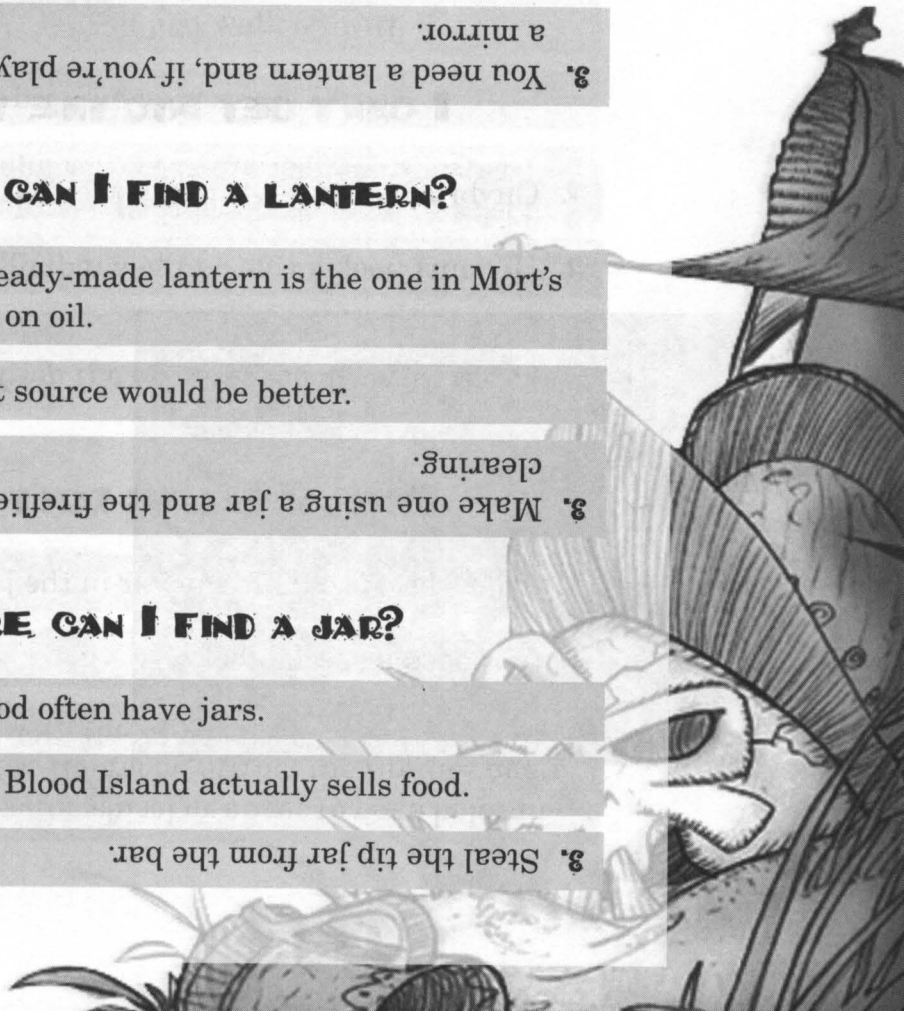 3. You need a lantern and, if you're play
a mirror.
CAN I FIND A LANTERN?
eady-made lantern is the one in Mort's
on oil.
t source would be better.
3. Make one using a jar and the fireflie
clearing.
RE CAN I FIND A JAR?
od often have jars.
Blood Island actually sells food.
3. Steal the tip jar from the bar.